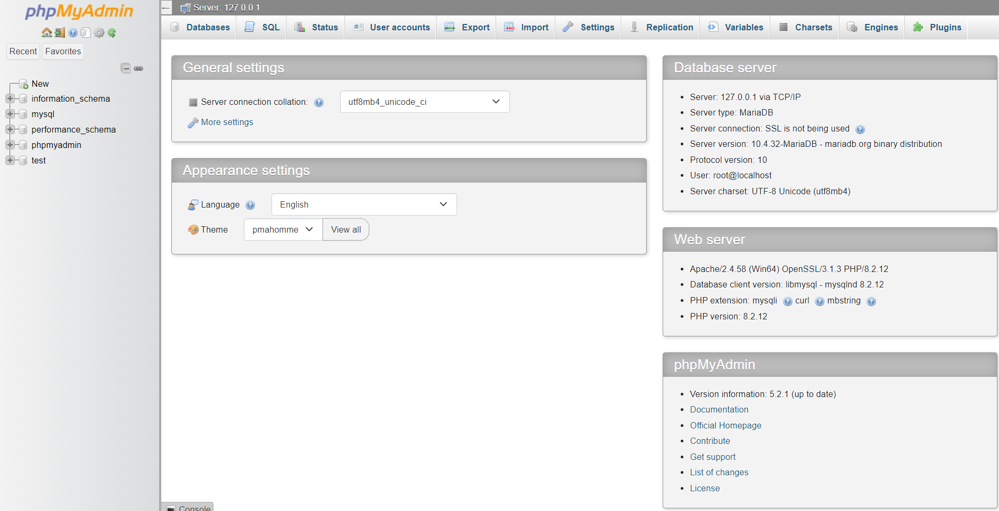 phpMyAdmin
Recent Favorites
New
information_schema
mysql
performance_schema
phpmyadmin
test
Server: 127.0.0.1
Databases SQL Status User accounts Export Import Settings Replication Variables Charsets Engines Plugins
General settings
Server connection collation: utf8mb4_unicode_ci
More settings
Appearance settings
Language English
Theme pmahomme View all
Database server
Server: 127.0.0.1 via TCP/IP
Server type: MariaDB
Server connection: SSL is not being used
Server version: 10.4.32-MariaDB - mariadb.org binary distribution
Protocol version: 10
User: root@localhost
Server charset: UTF-8 Unicode (utf8mb4)
Web server
Apache/2.4.58 (Win64) OpenSSL/3.1.3 PHP/8.2.12
Database client version: libmysql - mysqlnd 8.2.12
PHP extension: mysqli curl mbstring
PHP version: 8.2.12
phpMyAdmin
Version information: 5.2.1 (up to date)
Documentation
Official Homepage
Contribute
Get support
List of changes
License
Console